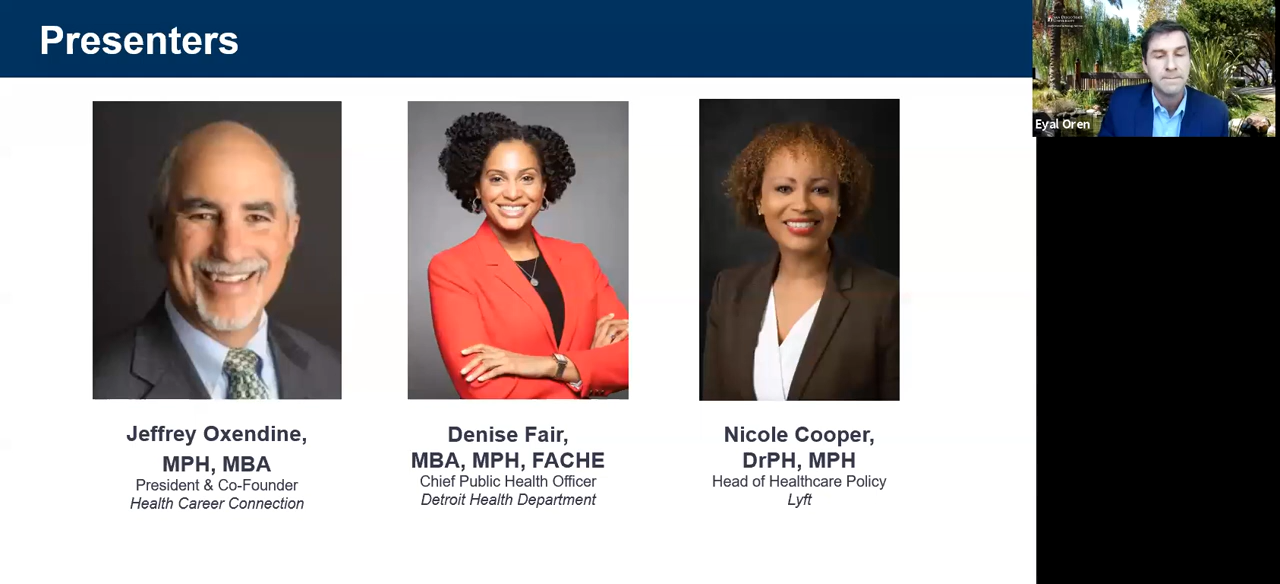 Presenters
Eyal Oren
Jeffrey Oxendine,
MPH, MBA
President & Co-Founder
Health Career Connection
Denise Fair,
MBA, MPH, FACHE
Chief Public Health Officer
Detroit Health Department
Nicole Cooper,
DrPH, MPH
Head of Healthcare Policy
Lyft